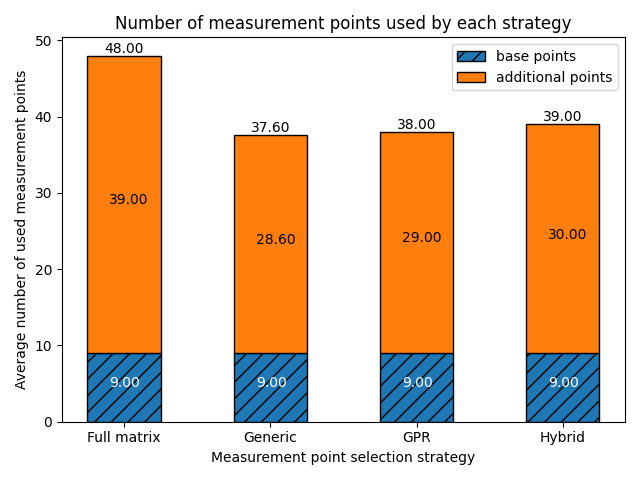 Number of measurement points used by each strategy
base points
additional points
Average number of used measurement points
50
40
30
20
10
0
48.00
37.60
38.00
39.00
39.00
28.60
29.00
30.00
9.00
9.00
9.00
9.00
Full matrix
Generic
GPR
Hybrid
Measurement point selection strategy